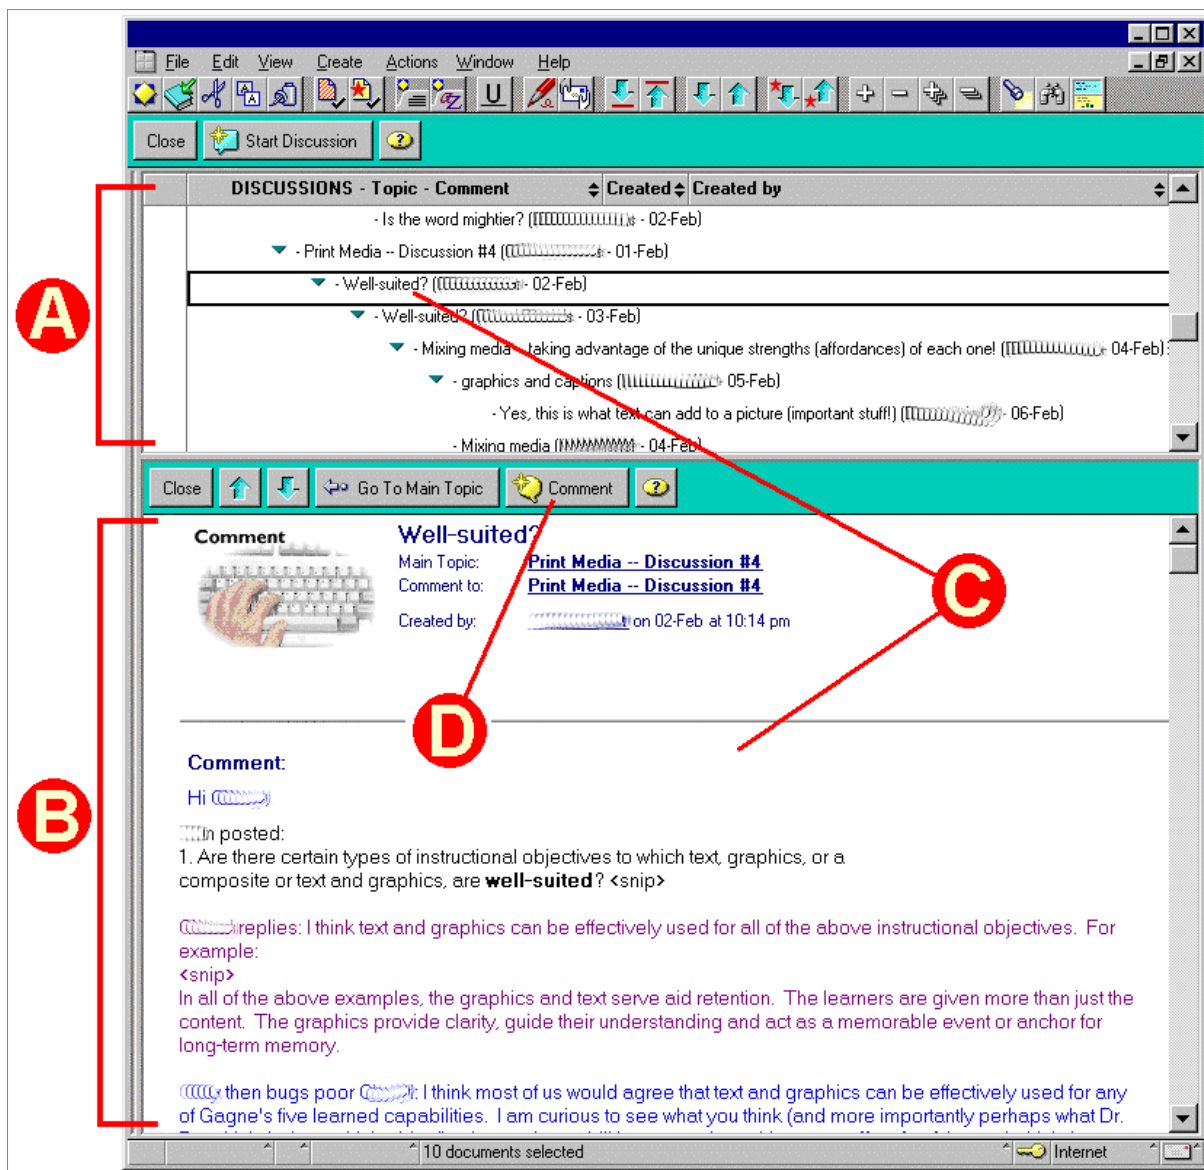 File Edit View Create Actions Window Help
Close Start Discussion
DISCUSSIONS - Topic - Comment Created Created by
- Is the word mightier? ( - 02-Feb)
- Print Media -- Discussion #4 ( - 01-Feb)
- Well-suited? ( - 02-Feb)
- Well-suited? ( - 03-Feb)
- Mixing media -- taking advantage of the unique strengths (affordances) of each one! ( 04-Feb)
- graphics and captions ( 05-Feb)
- Yes, this is what text can add to a picture (important stuff!) ( - 06-Feb)
- Mixing media ( - 04-Feb)
A
Close Go To Main Topic Comment
Comment
Well-suited?
Main Topic: Print Media -- Discussion #4
Comment to: Print Media -- Discussion #4
Created by: on 02-Feb at 10:14 pm
C
D
B
Comment:
Hi
posted:
1. Are there certain types of instructional objectives to which text, graphics, or a
composite or text and graphics, are well-suited? <snip>
replies: I think text and graphics can be effectively used for all of the above instructional objectives. For
example:
<snip>
In all of the above examples, the graphics and text serve aid retention. The learners are given more than just the
content. The graphics provide clarity, guide their understanding and act as a memorable event or anchor for
long-term memory.
then bugs poor : I think most of us would agree that text and graphics can be effectively used for any
of Gagne's five learned capabilities. I am curious to see what you think (and more importantly perhaps what Dr.
10 documents selected Internet